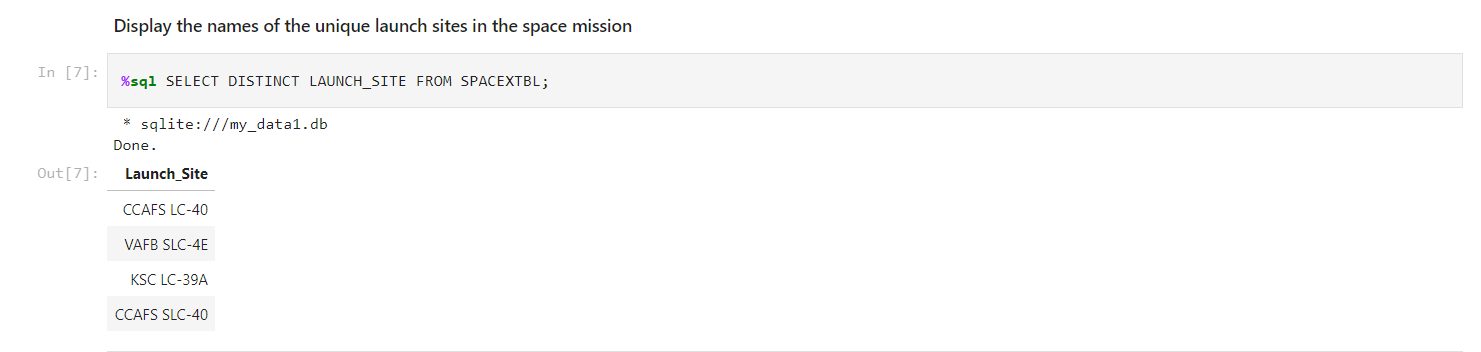 Display the names of the unique launch sites in the space mission
In [7]: %sql SELECT DISTINCT LAUNCH_SITE FROM SPACEXTBL;
* sqlite:///my_data1.db
Done.
Out[7]: Launch_Site
CCAFS LC-40
VAFB SLC-4E
KSC LC-39A
CCAFS SLC-40